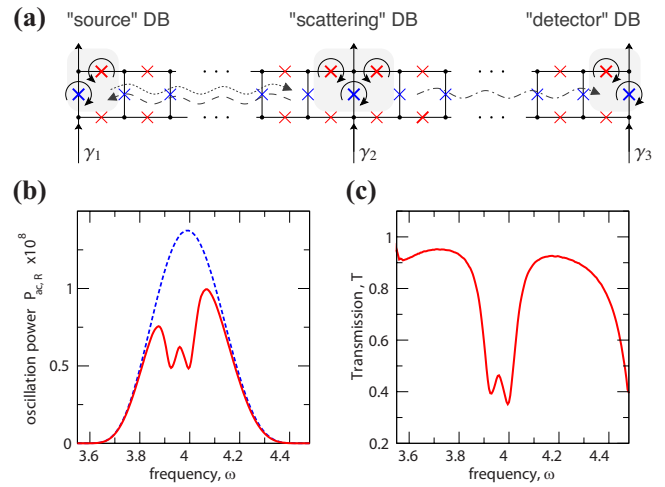 (a)
"source" DB "scattering" DB "detector" DB
. . . . . .
. . . . . .
γ1 γ2 γ3
(b)
oscillation power P ac, R x10^8
1
0.5
0
3.6 3.8 4 4.2 4.4
frequency, ω
(c)
Transmission, T
1
0.8
0.6
0.4
0.2
3.6 3.8 4 4.2 4.4
frequency, ω